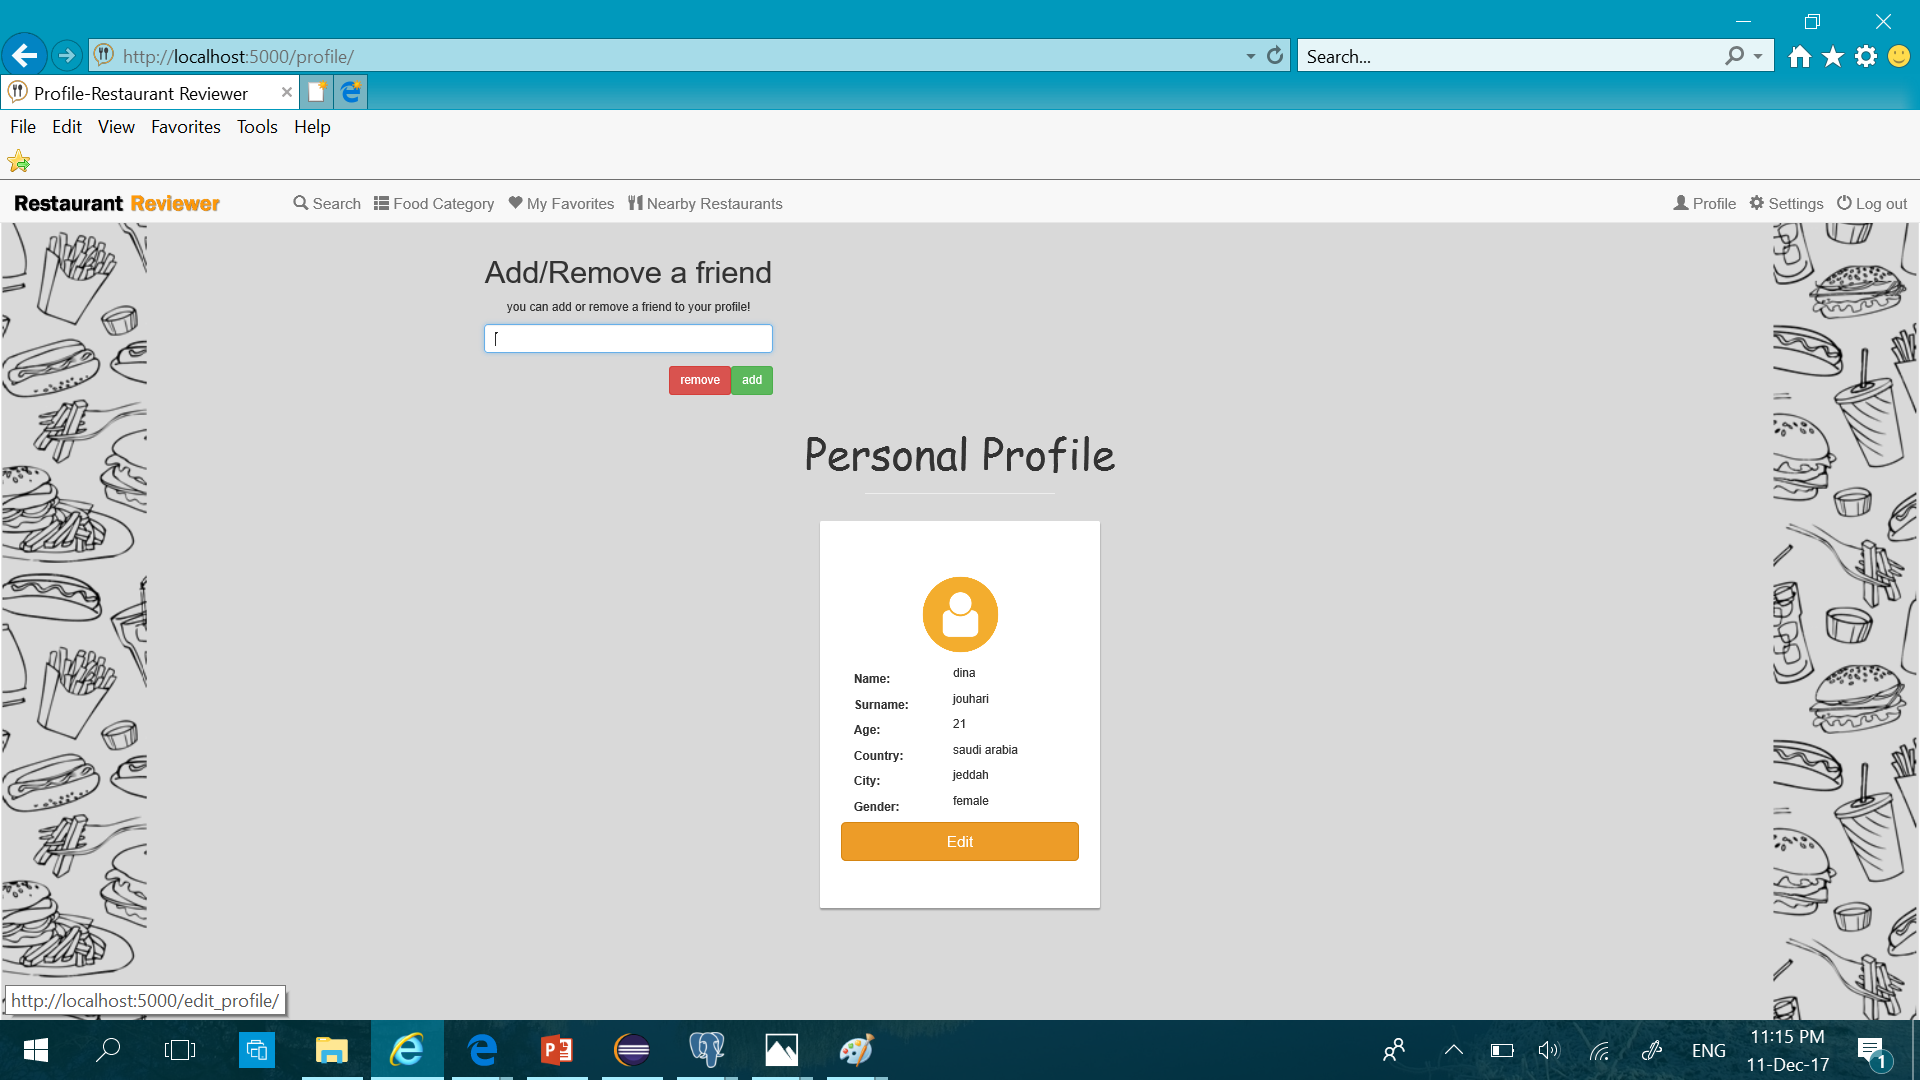 http://localhost:5000/profile/
Search...
Profile-Restaurant Reviewer
File Edit View Favorites Tools Help
Restaurant Reviewer
Search Food Category My Favorites Nearby Restaurants
Profile Settings Log out
Add/Remove a friend
you can add or remove a friend to your profile!
remove add
Personal Profile
Name: dina
Surname: jouhari
Age: 21
Country: saudi arabia
City: jeddah
Gender: female
Edit
http://localhost:5000/edit_profile/
ENG
11:15 PM
11-Dec-17
1